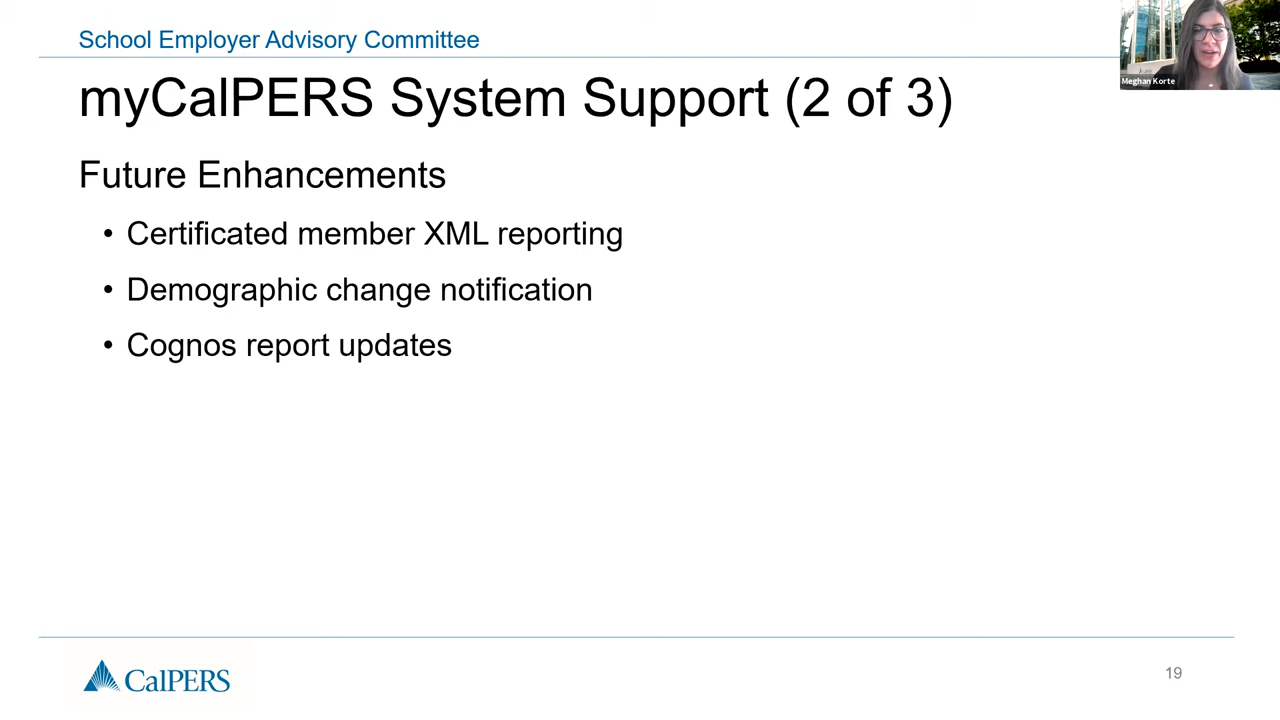 School Employer Advisory Committee
Meghan Korte
myCalPERS System Support (2 of 3)
Future Enhancements
• Certificated member XML reporting
• Demographic change notification
• Cognos report updates
CalPERS
19